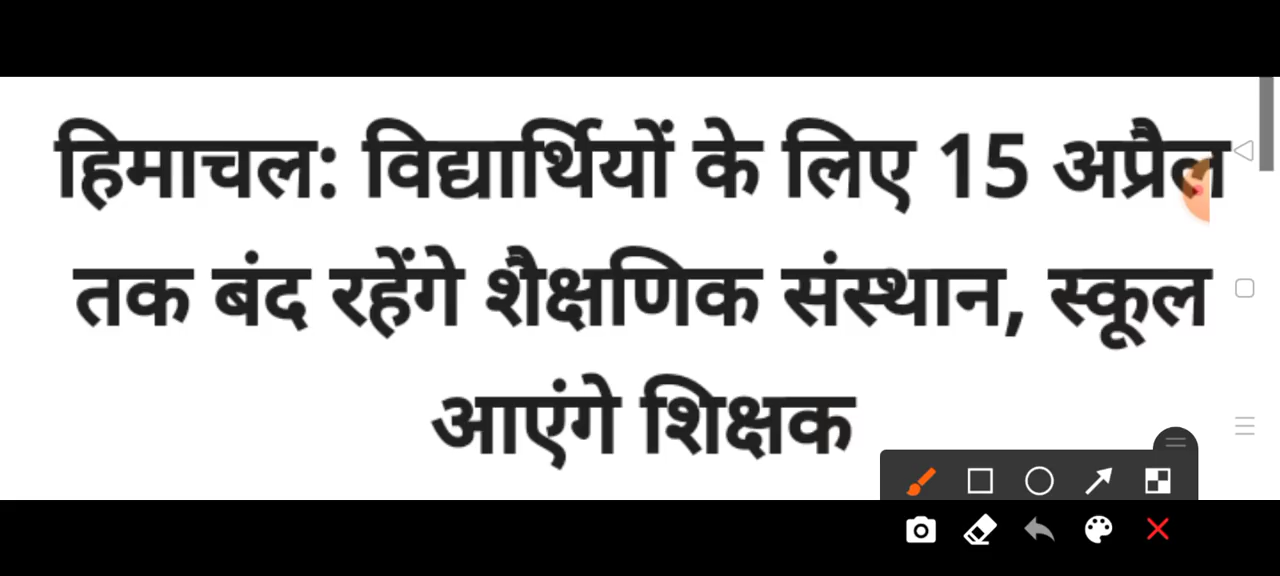 हिमाचल: विद्यार्थियों के लिए 15 अप्रैल
तक बंद रहेंगे शैक्षणिक संस्थान, स्कूल
आएंगे शिक्षक